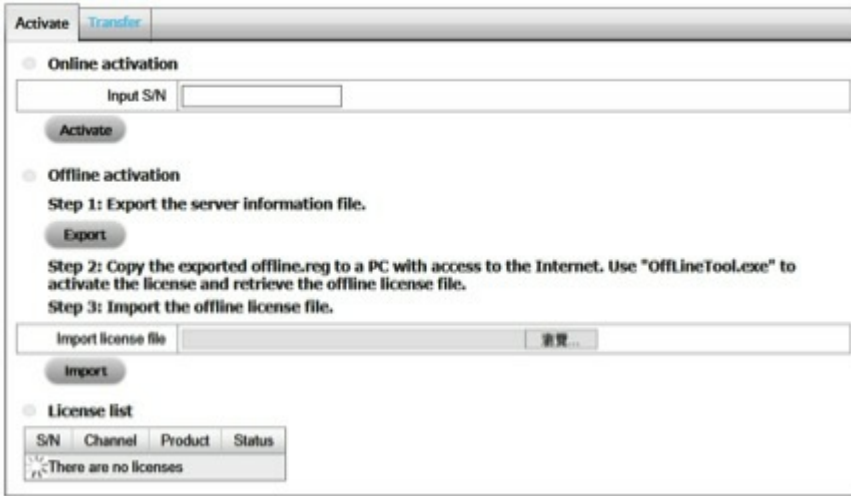 Activate Transfer
Online activation
Input S/N
Activate
Offline activation
Step 1: Export the server information file.
Export
Step 2: Copy the exported offline.reg to a PC with access to the Internet. Use "OffLineTool.exe" to
activate the license and retrieve the offline license file.
Step 3: Import the offline license file.
Import license file 瀏覽...
Import
License list
S/N Channel Product Status
There are no licenses